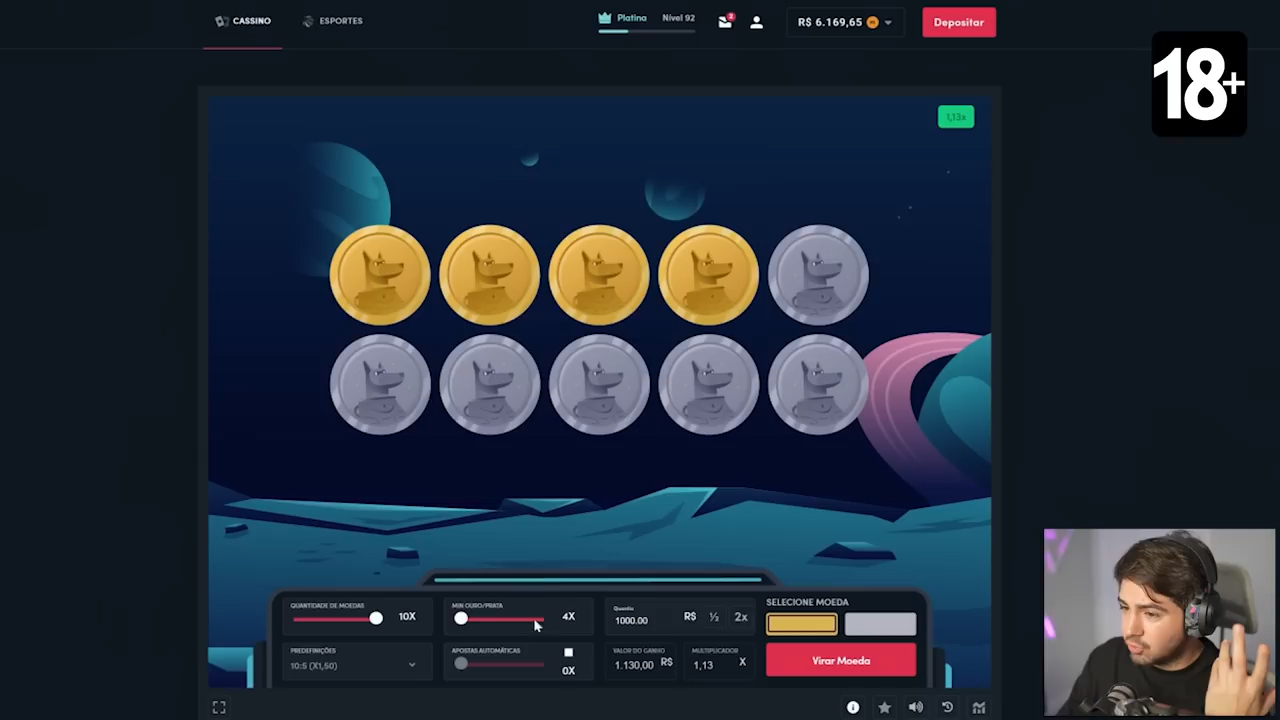 CASSINO
ESPORTES
Platina
Nível 92
2
R$ 6.169,65
Depositar
18+
1,13x
QUANTIDADE DE MOEDAS
10X
MIN OURO/PRATA
4X
Quantia
1000.00
R$
½
2x
SELECIONE MOEDA
PREDEFINIÇÕES
10:5 (X1,50)
APOSTAS AUTOMÁTICAS
0X
VALOR DO GANHO
1.130,00 R$
MULTIPLICADOR
1,13 X
Virar Moeda